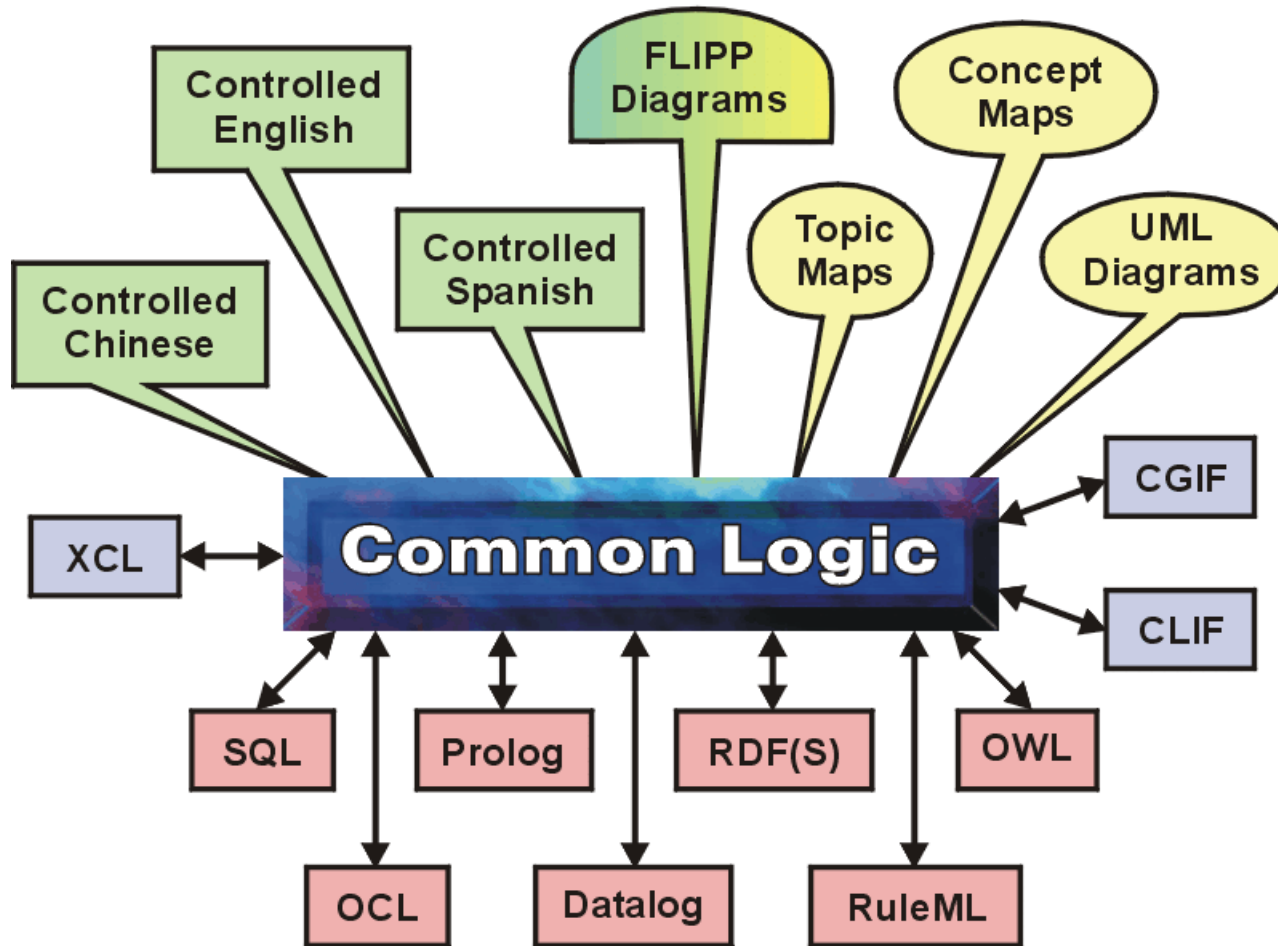 Controlled
English
FLIPP
Diagrams
Concept
Maps
Controlled
Spanish
Topic
Maps
UML
Diagrams
Controlled
Chinese
Common Logic
XCL
CGIF
CLIF
SQL
Prolog
RDF(S)
OWL
OCL
Datalog
RuleML